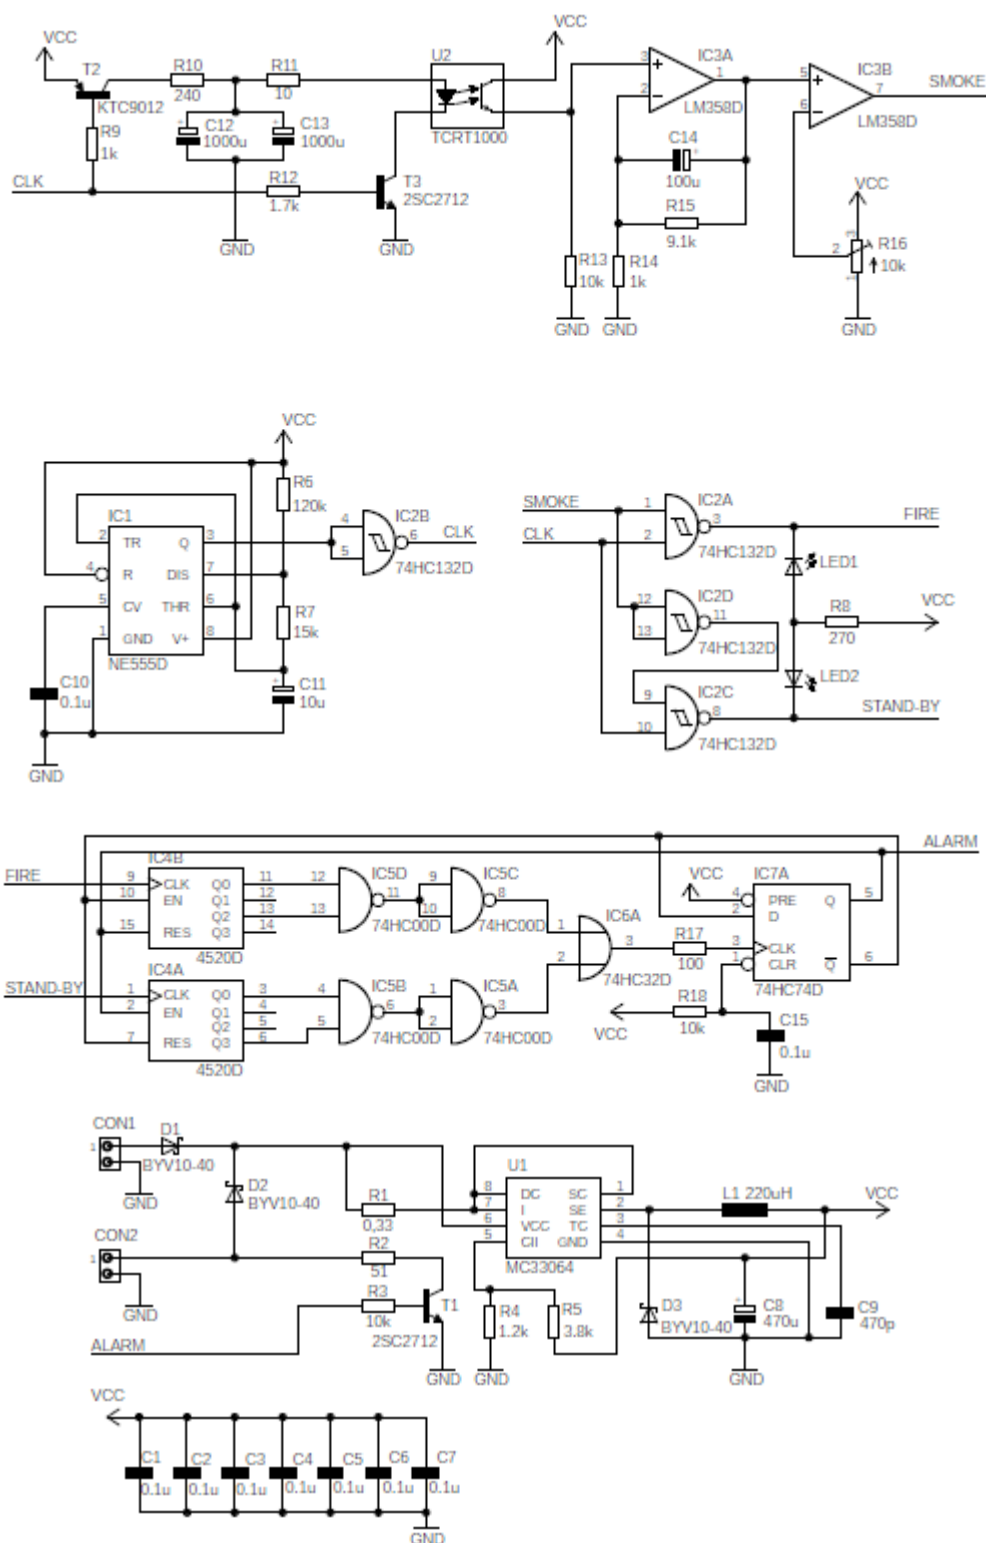 VCC
T2
KTC9012
R10
240
R11
10
R9
1k
C12
1000u
C13
1000u
CLK
R12
1.7k
GND
U2
TCRT1000
T3
2SC2712
GND
VCC
R13
10k
GND
3
2
1
IC3A
LM358D
C14
100u
R15
9.1k
R14
1k
GND
5
6
7
IC3B
LM358D
SMOKE
VCC
3
2
1
R16
10k
GND
VCC
R6
120k
IC1
2 TR Q 3
4 R DIS 7
5 CV THR 6
1 GND V+ 8
NE555D
R7
15k
C10
0.1u
C11
10u
GND
4
5
6
IC2B
74HC132D
CLK
SMOKE
CLK
1
2
3
IC2A
74HC132D
FIRE
12
13
11
IC2D
74HC132D
9
10
8
IC2C
74HC132D
LED1
R8
270
VCC
LED2
STAND-BY
ALARM
FIRE
IC4B
9 CLK Q0 11
10 EN Q1 12
Q2 13
15 RES Q3 14
4520D
STAND-BY
IC4A
1 CLK Q0 3
2 EN Q1 4
Q2 5
7 RES Q3 6
4520D
12
13
11
IC5D
74HC00D
9
10
8
IC5C
74HC00D
4
5
6
IC5B
74HC00D
1
2
3
IC5A
74HC00D
1
2
3
IC6A
74HC32D
R17
100
VCC
IC7A
4 PRE Q 5
2 D
3 CLK
1 CLR Q 6
74HC74D
R18
10k
VCC
C15
0.1u
GND
CON1
1
D1
BYV10-40
GND
D2
BYV10-40
CON2
1
GND
R1
0,33
R2
51
R3
10k
T1
2SC2712
ALARM
GND
U1
8 DC SC 1
7 I SE 2
6 VCC TC 3
5 CII GND 4
MC33064
R4
1.2k
R5
3.8k
GND
L1 220uH
VCC
D3
BYV10-40
C8
470u
C9
470p
GND
VCC
C1
0.1u
C2
0.1u
C3
0.1u
C4
0.1u
C5
0.1u
C6
0.1u
C7
0.1u
GND